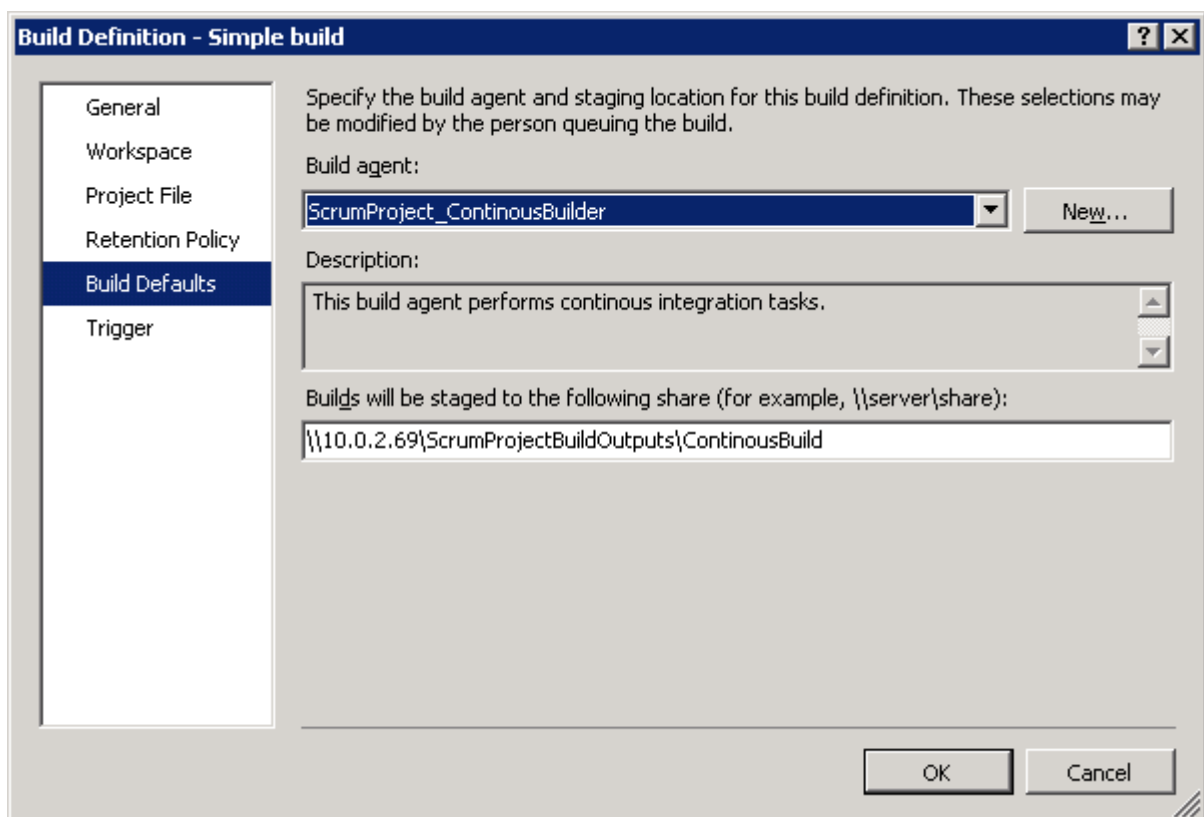 Build Definition - Simple build
General
Workspace
Project File
Retention Policy
Build Defaults
Trigger
Specify the build agent and staging location for this build definition. These selections may
be modified by the person queuing the build.
Build agent:
ScrumProject_ContinousBuilder
New...
Description:
This build agent performs continous integration tasks.
Builds will be staged to the following share (for example, \\server\share):
\\10.0.2.69\ScrumProjectBuildOutputs\ContinousBuild
OK
Cancel